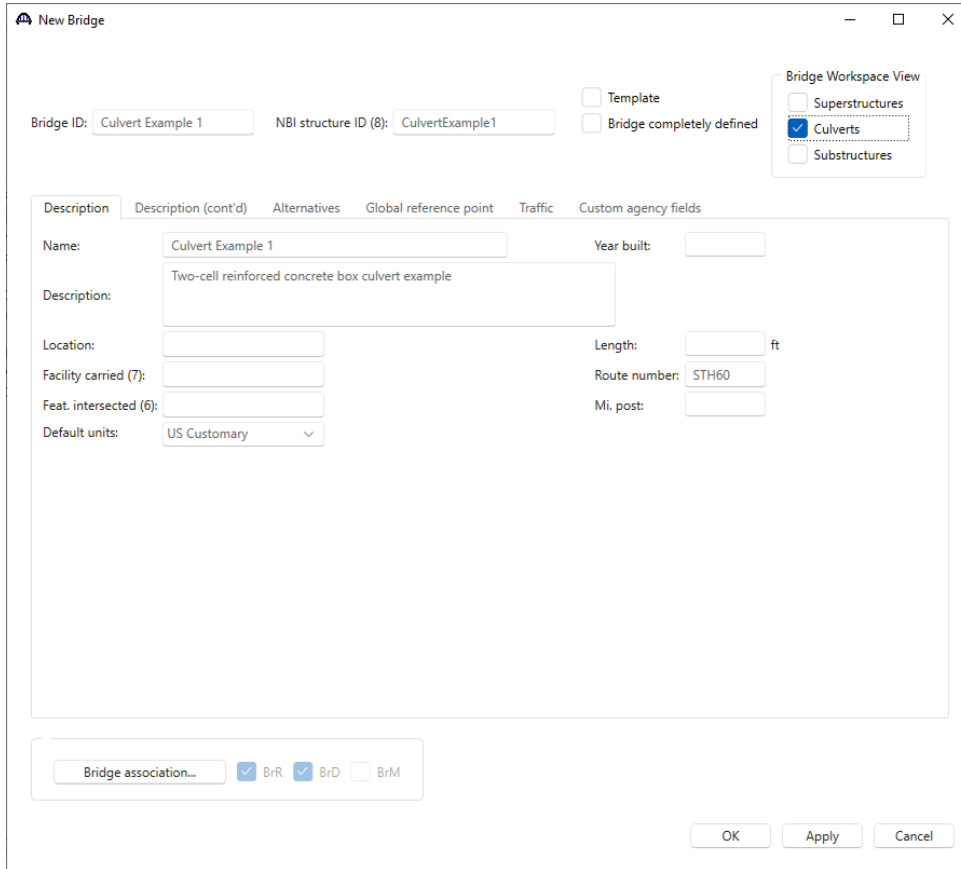 New Bridge
Bridge Workspace View
Template
Superstructures
Bridge ID: Culvert Example 1 NBI structure ID (8): CulvertExample1
Bridge completely defined
Culverts
Substructures
Description Description (cont'd) Alternatives Global reference point Traffic Custom agency fields
Name: Culvert Example 1 Year built:
Two-cell reinforced concrete box culvert example
Description:
Location: Length: ft
Facility carried (7): Route number: STH60
Feat. intersected (6): Mi. post:
Default units: US Customary
Bridge association... BrR BrD BrM
OK Apply Cancel